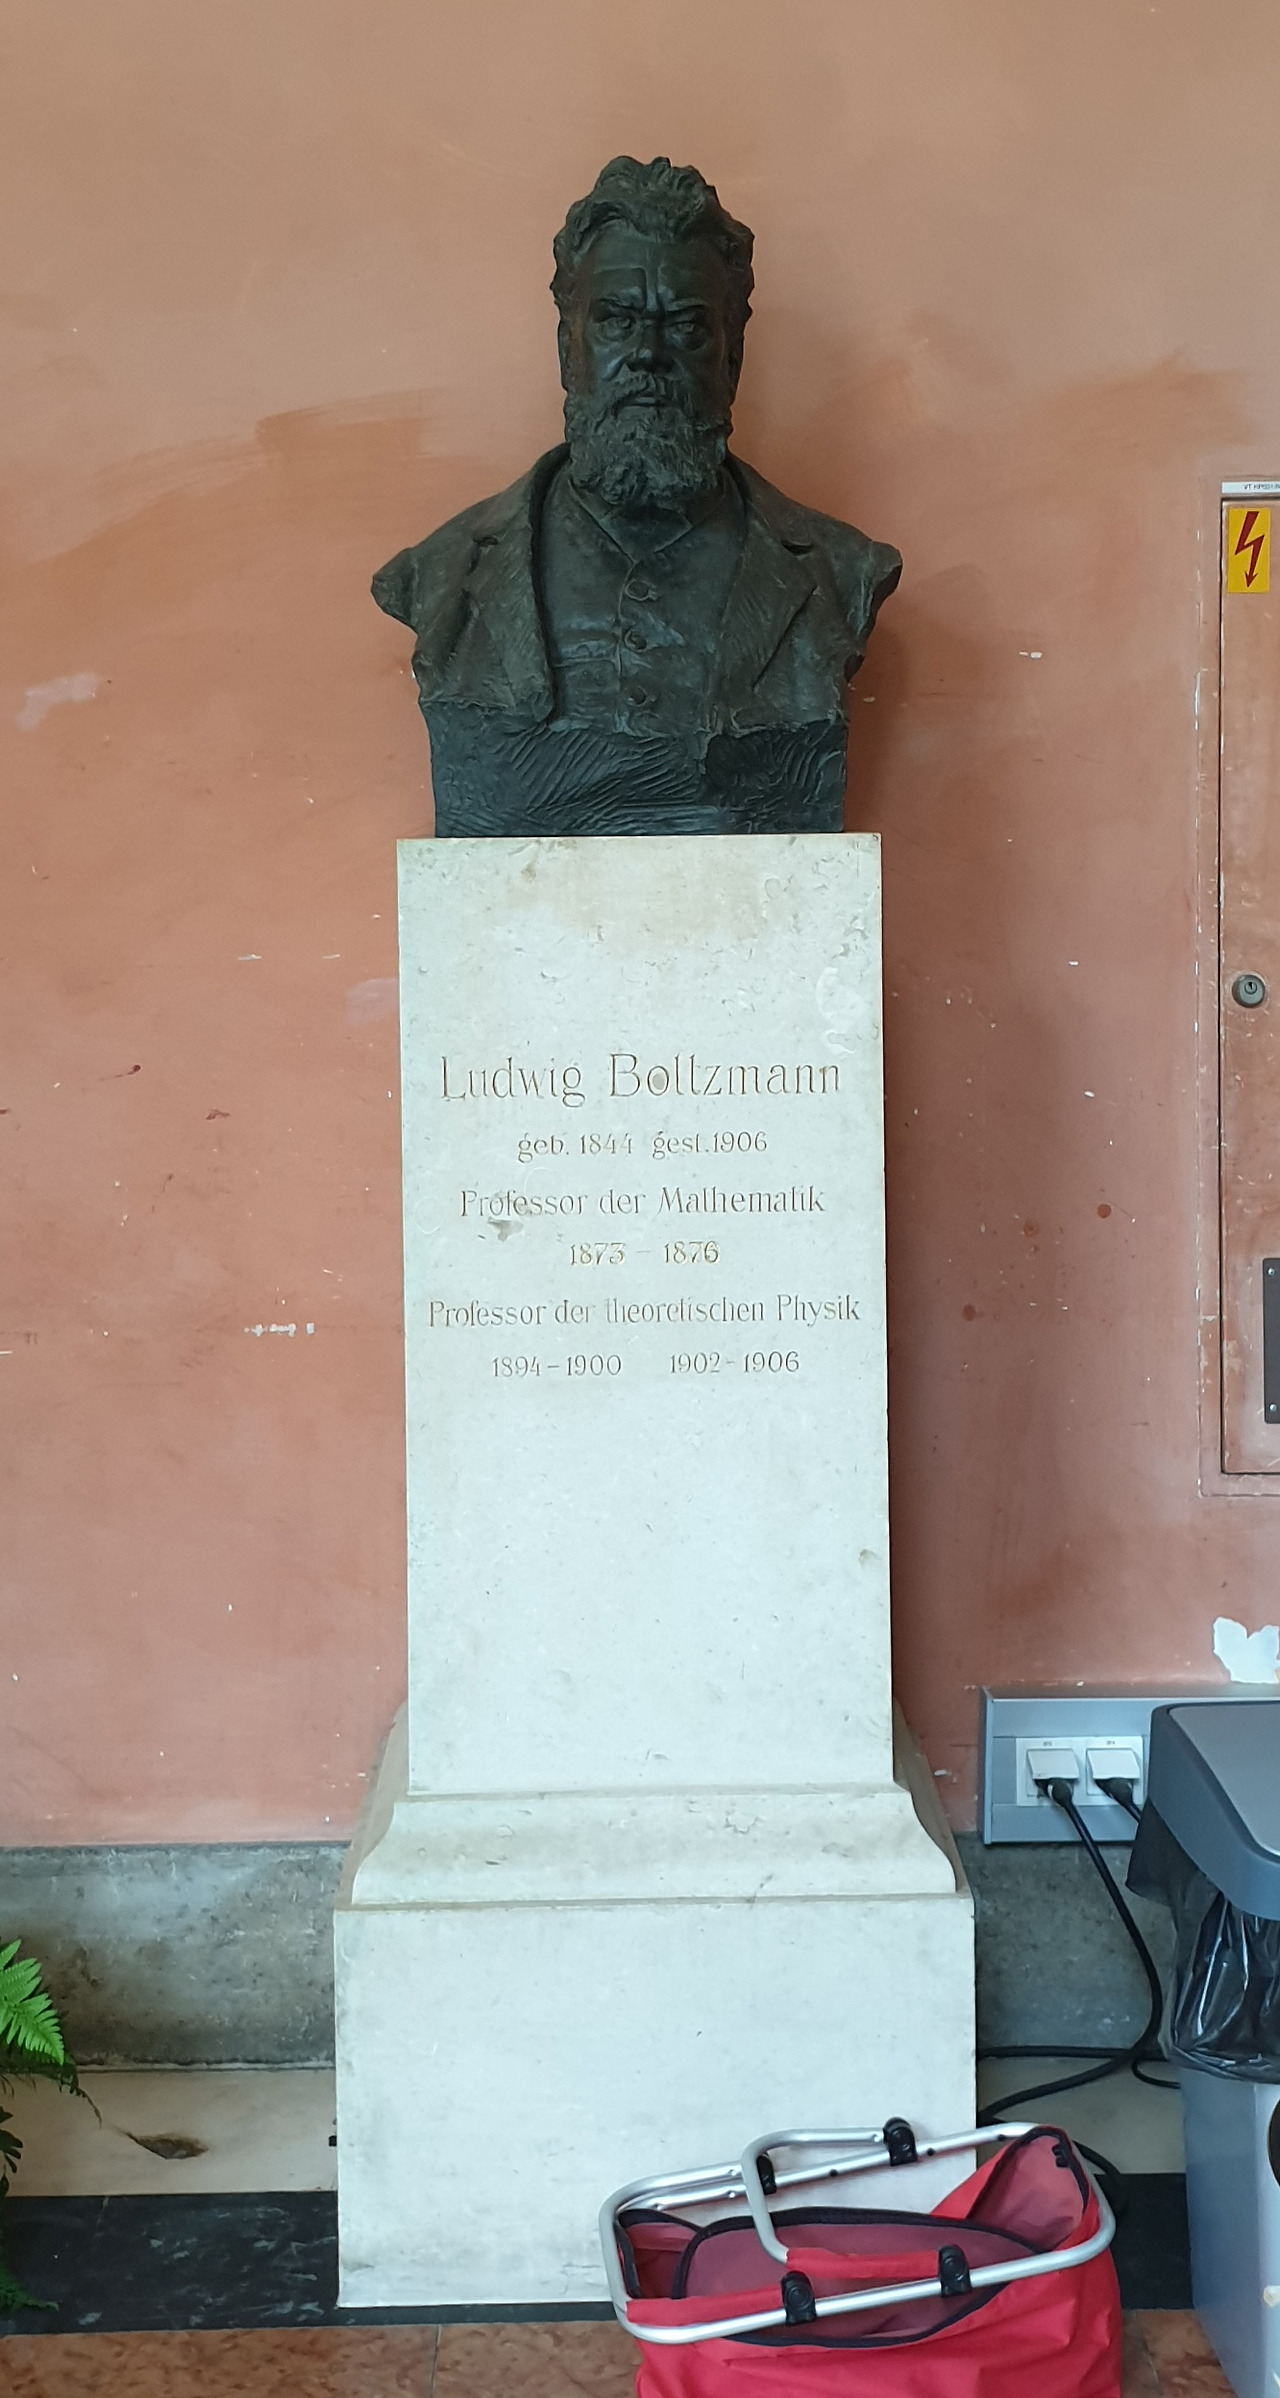 Ludwig Boltzmann
geb. 1844 gest. 1906
Professor der Mathematik
1873 – 1876
Professor der theoretischen Physik
1894 – 1900 1902 – 1906